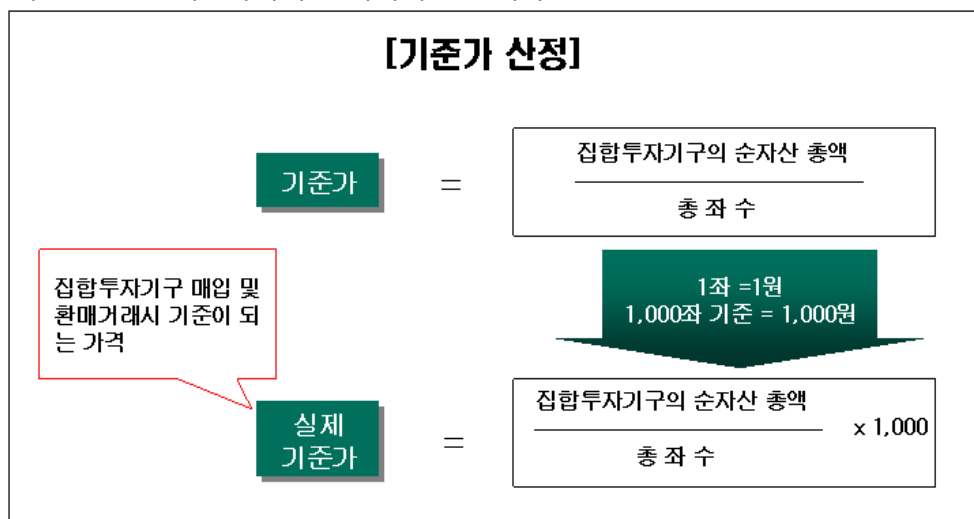 [기준가 산정]
기준가
=
집합투자기구의 순자산 총액
총 좌 수
1좌 =1원
1,000좌 기준 = 1,000원
집합투자기구 매입 및
환매거래시 기준이 되
는 가격
실제
기준가
=
집합투자기구의 순자산 총액
총 좌 수
x 1,000